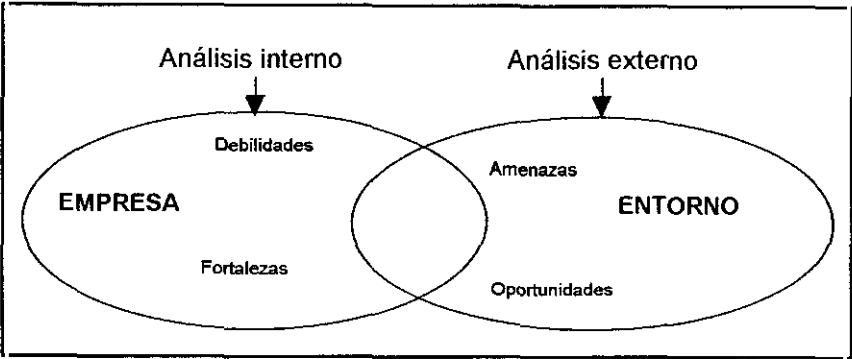 Análisis interno
Análisis externo
Debilidades
Amenazas
EMPRESA
ENTORNO
Fortalezas
Oportunidades